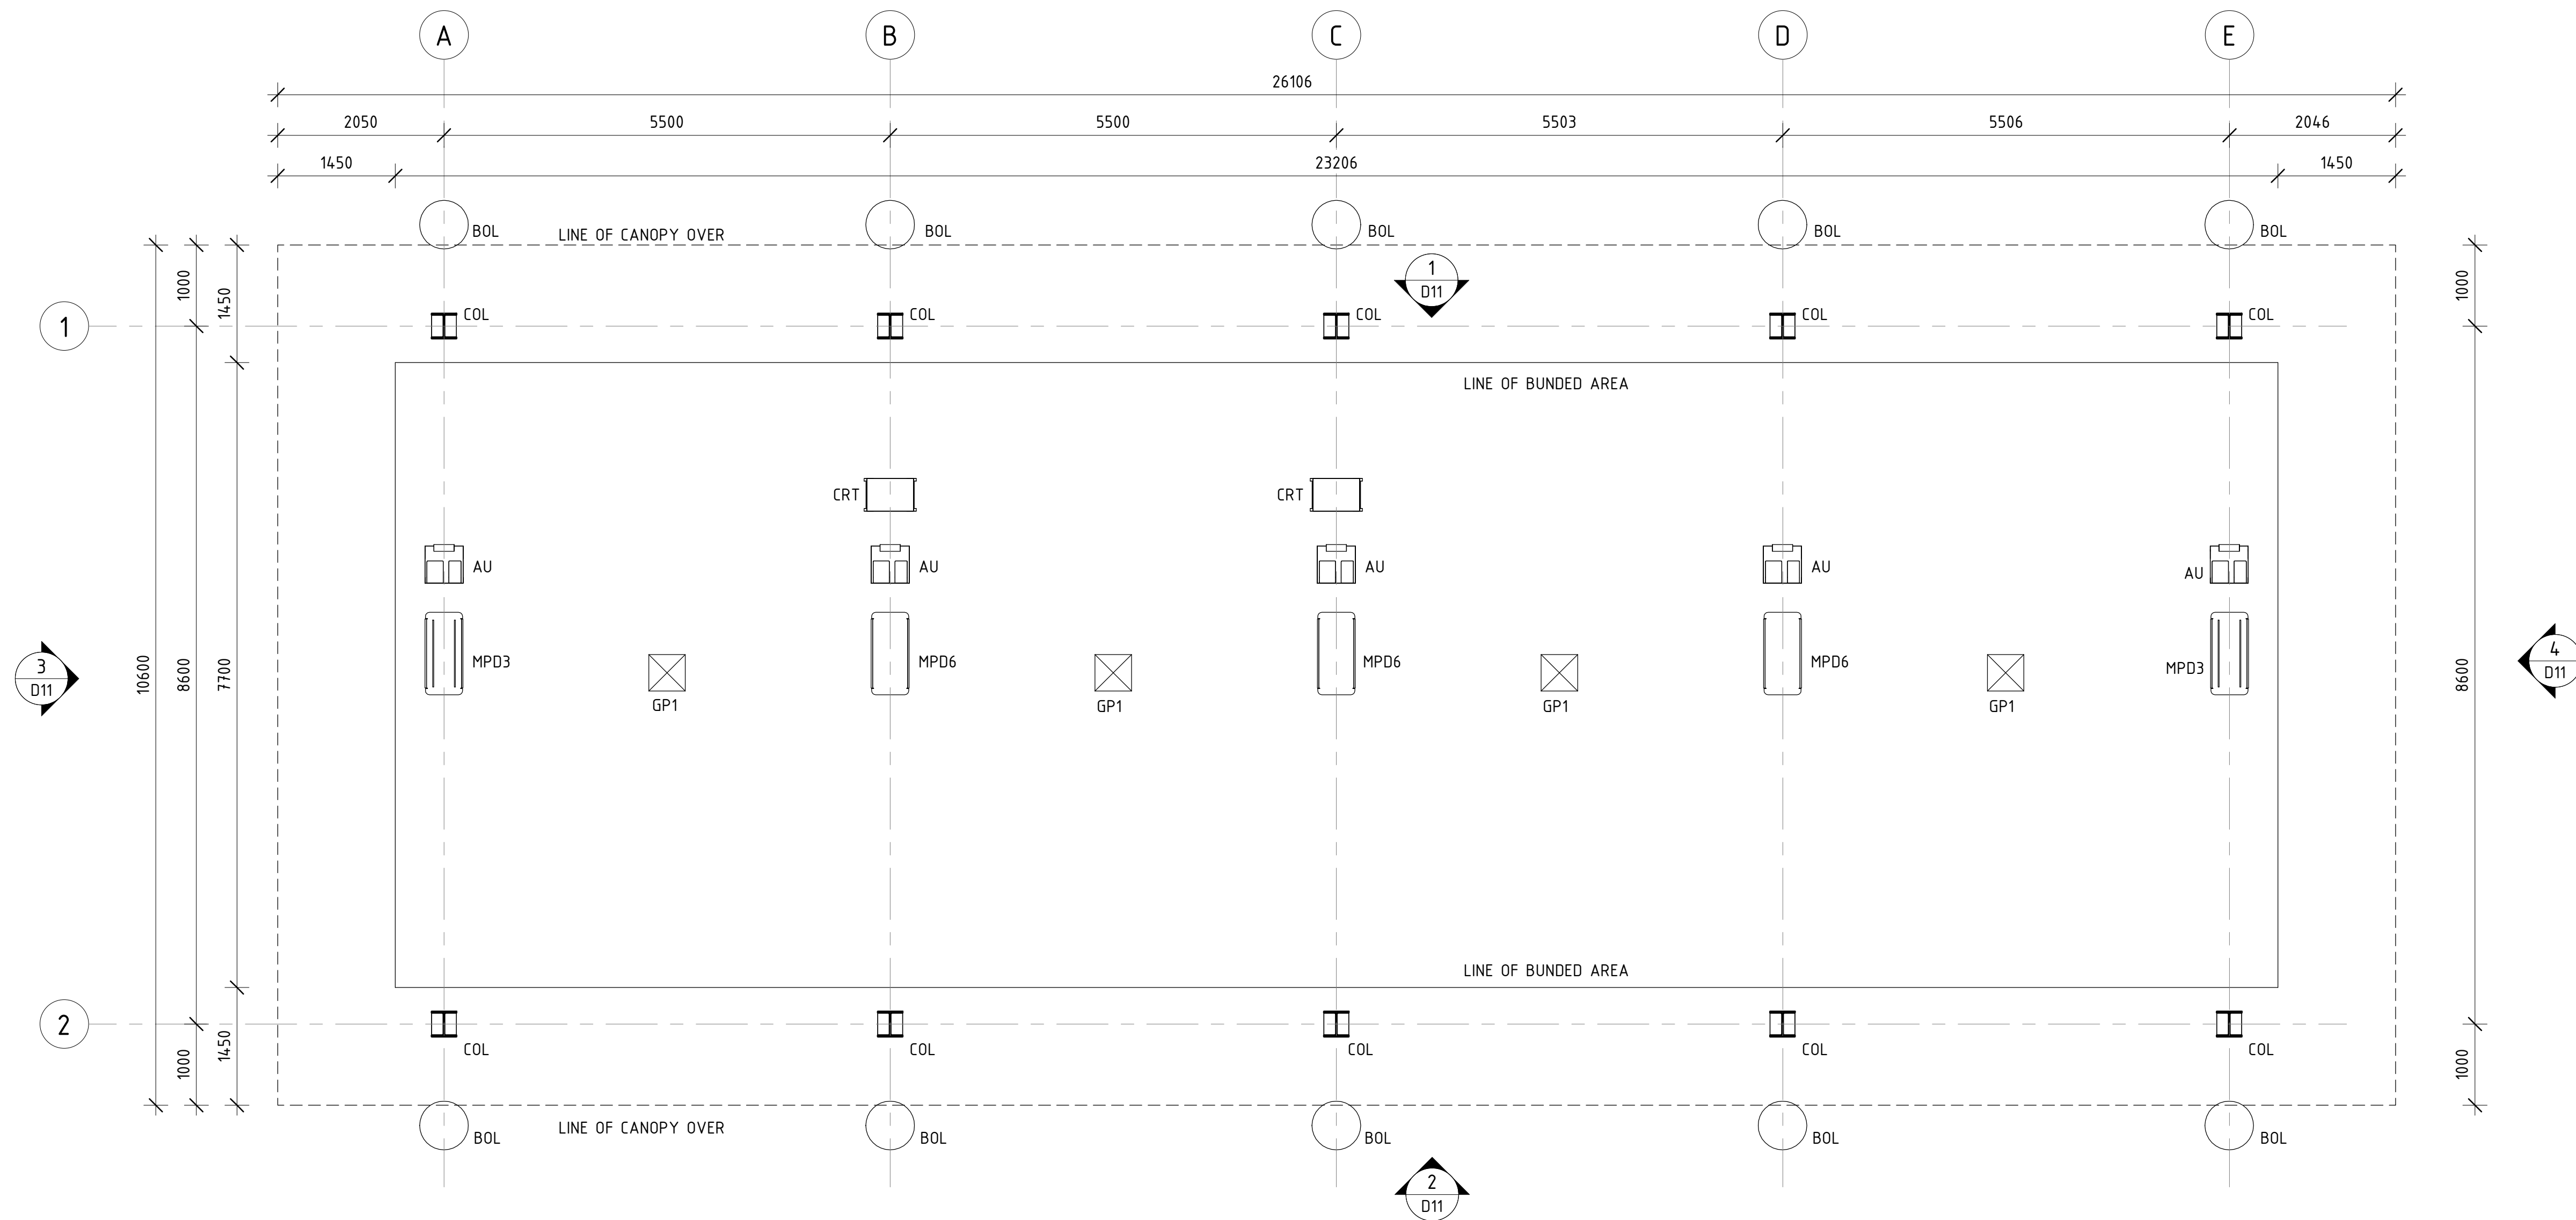 A B C D E
26106
2050 5500 5500 5503 5506 2046
1450 23206 1450
BOL BOL BOL BOL BOL
LINE OF CANOPY OVER
1000 1450 1000
1
D11
1 COL COL COL COL COL
LINE OF BUNDED AREA
CRT CRT
AU AU AU AU AU
MPD3 MPD6 MPD6 MPD6 MPD3
3
D11
10600 8600 7700 8600
4
D11
GP1 GP1 GP1 GP1
LINE OF BUNDED AREA
2
COL COL COL COL COL
1000 1450 1000
LINE OF CANOPY OVER
BOL BOL BOL BOL BOL
2
D11